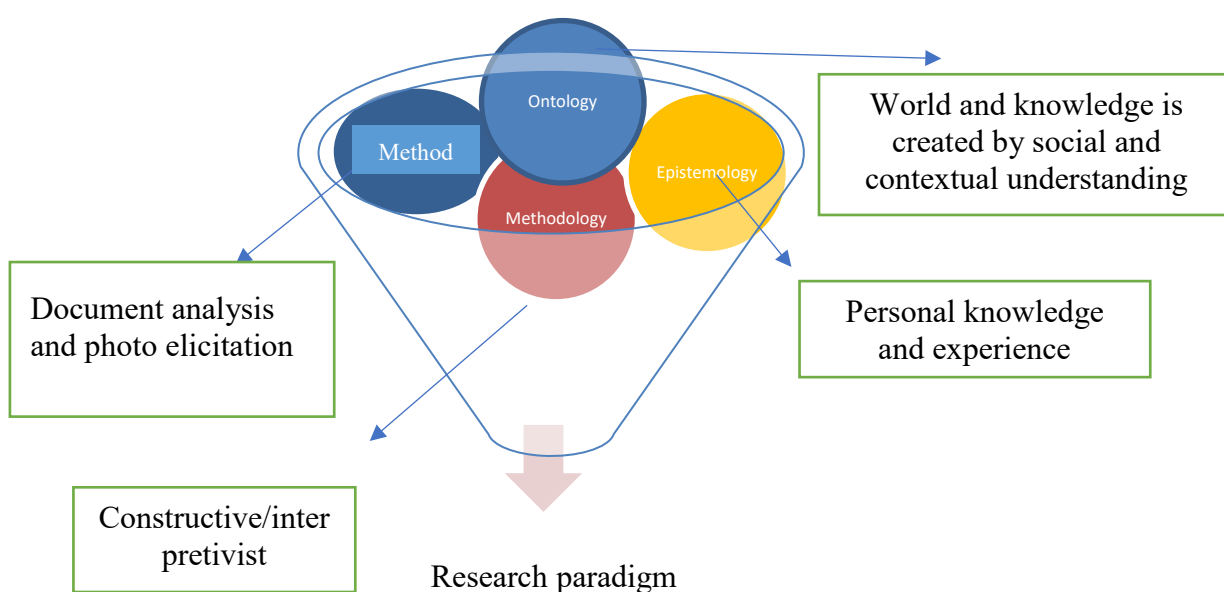 Ontology
Method
Epistemology
Methodology
World and knowledge is
created by social and
contextual understanding
Document analysis
and photo elicitation
Personal knowledge
and experience
Constructive/inter
pretivist
Research paradigm